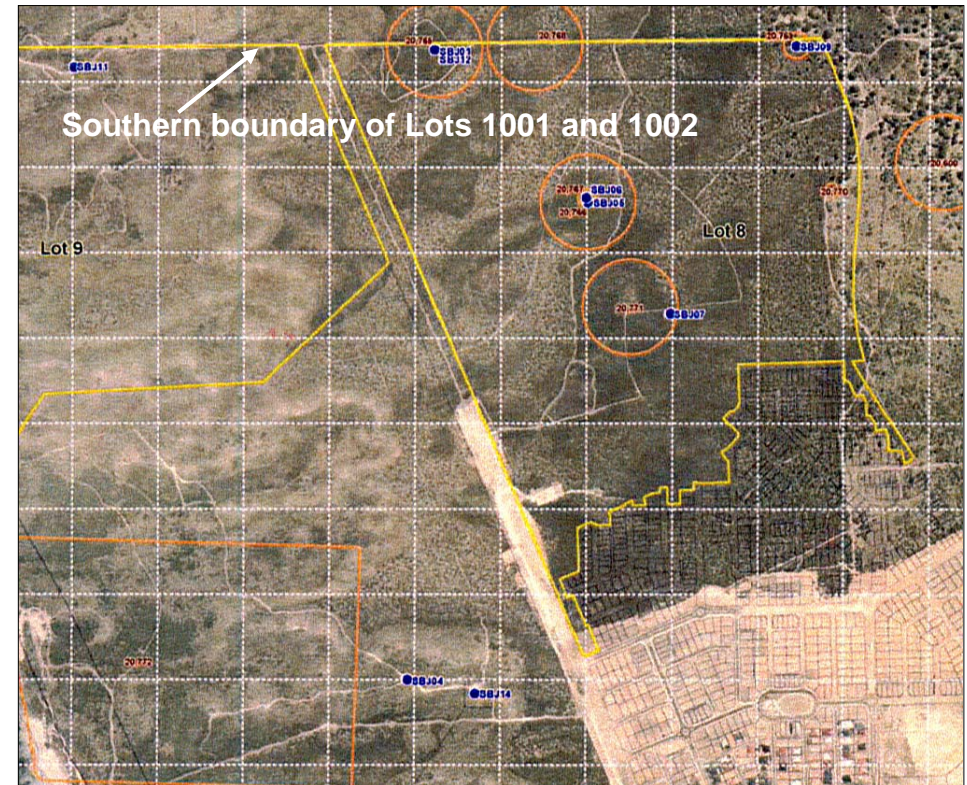 20,765
20,768
20,763
SBJ01
SBJ09
SBJ12
SBJ11
Southern boundary of Lots 1001 and 1002
20,600
20,767
SBJ06
20,770
SBJ05
20,766
Lot 8
Lot 9
20,771
SBJ07
20,772
SBJ04
SBJ14